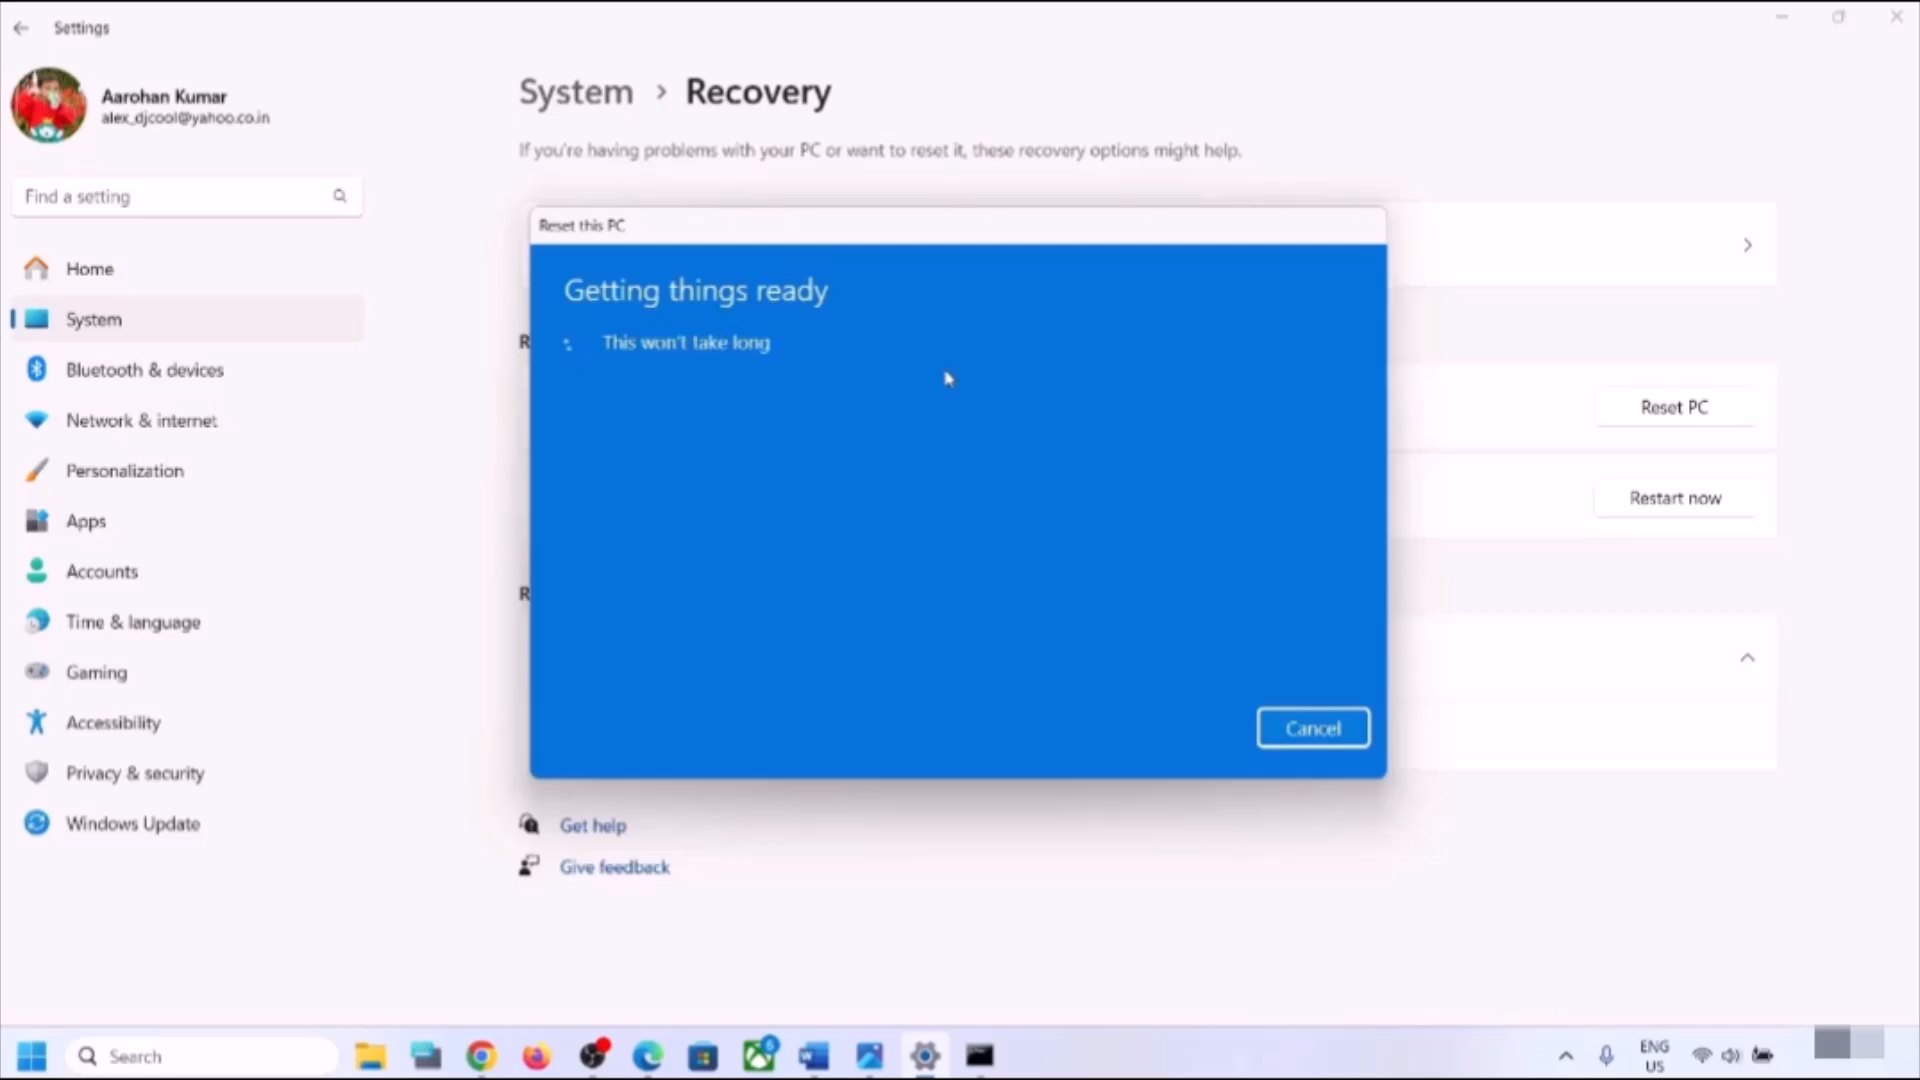 Settings
Aarohan Kumar
alex_djcool@yahoo.co.in
Find a setting
Home
System
Bluetooth & devices
Network & internet
Personalization
Apps
Accounts
Time & language
Gaming
Accessibility
Privacy & security
Windows Update
System › Recovery
If you're having problems with your PC or want to reset it, these recovery options might help.
Reset this PC
Getting things ready
This won't take long
Cancel
R
Reset PC
Restart now
R
Get help
Give feedback
Search
6
ENG
US